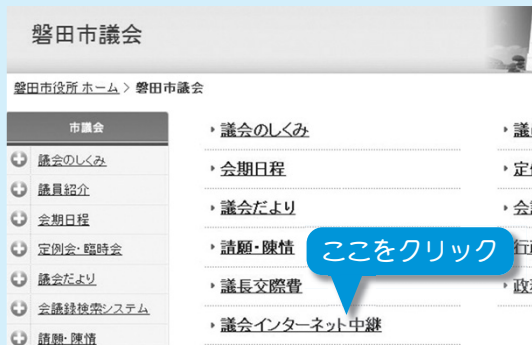 磐田市議会
磐田市役所 ホーム > 磐田市議会
市議会
議会のしくみ
議員紹介
会期日程
定例会・臨時会
議会だより
会議録検索システム
請願・陳情
議会のしくみ
会期日程
議会だより
請願・陳情
議長交際費
議会インターネット中継
ここをクリック